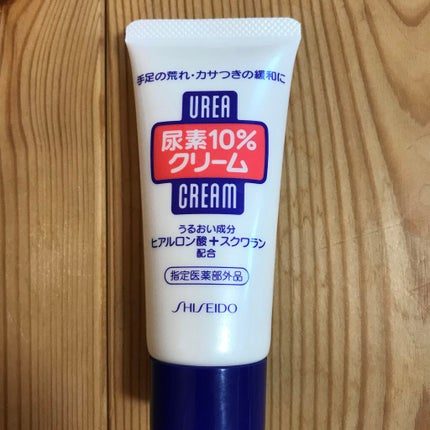 手足の荒れ・カサつきの緩和に
UREA
尿素10%
クリーム
CREAM
うるおい成分
ヒアルロン酸+スクワラン
配合
指定医薬部外品
SHISEIDO